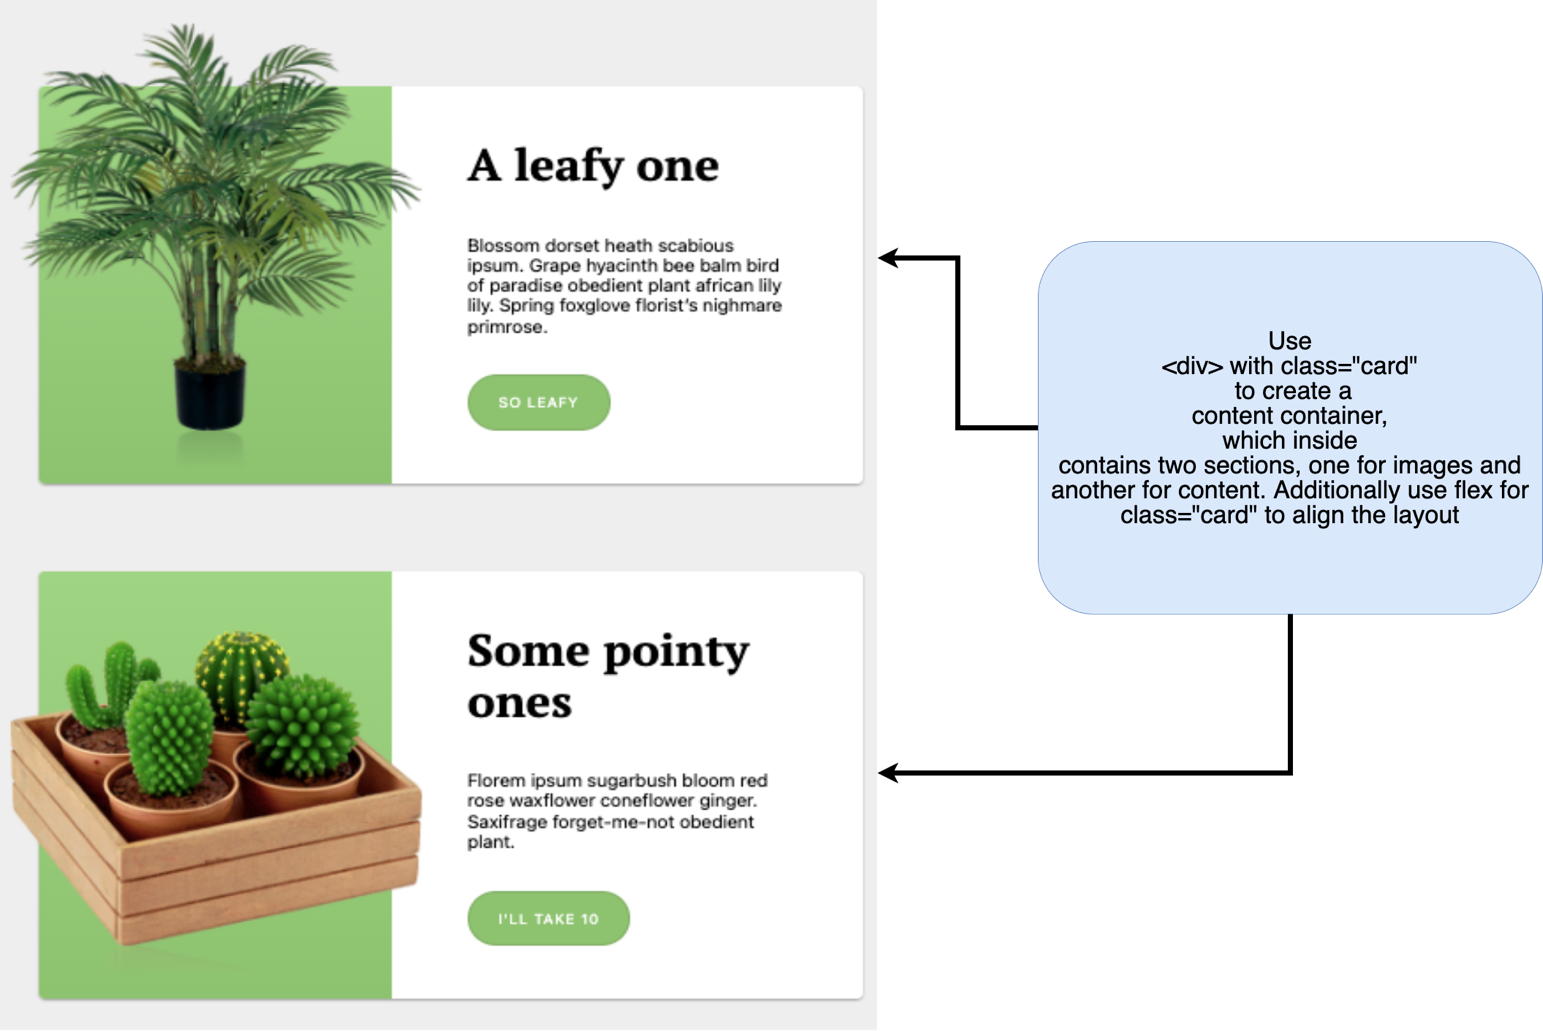 A leafy one
Blossom dorset heath scabious
ipsum. Grape hyacinth bee balm bird
of paradise obedient plant african lily
lily. Spring foxglove florist's nighmare
primrose.
SO LEAFY
Some pointy
ones
Florem ipsum sugarbush bloom red
rose waxflower coneflower ginger.
Saxifrage forget-me-not obedient
plant.
I'LL TAKE 10
Use
<div> with class="card"
to create a
content container,
which inside
contains two sections, one for images and
another for content. Additionally use flex for
class="card" to align the layout